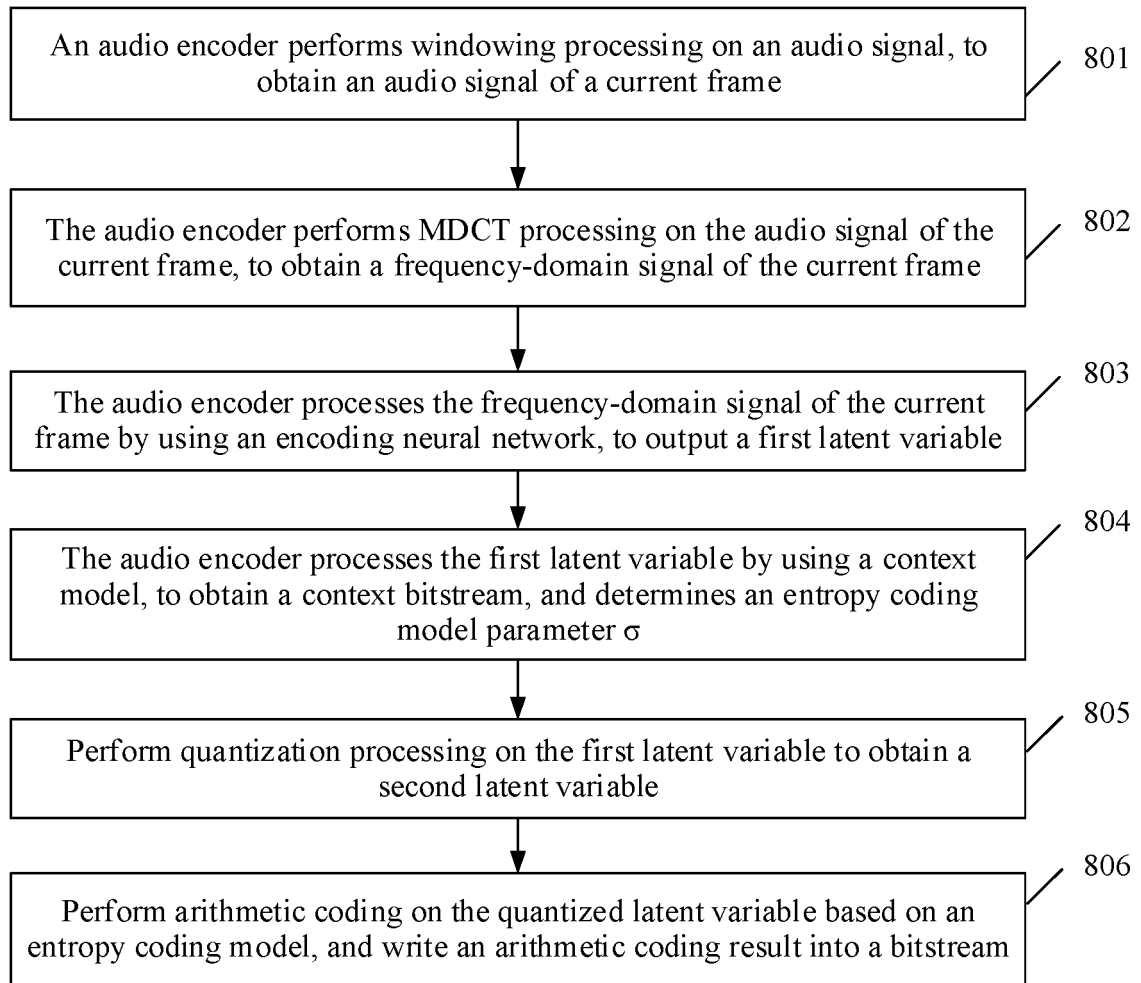 An audio encoder performs windowing processing on an audio signal, to
obtain an audio signal of a current frame
801
The audio encoder performs MDCT processing on the audio signal of the
current frame, to obtain a frequency-domain signal of the current frame
802
The audio encoder processes the frequency-domain signal of the current
frame by using an encoding neural network, to output a first latent variable
803
The audio encoder processes the first latent variable by using a context
model, to obtain a context bitstream, and determines an entropy coding
model parameter σ
804
Perform quantization processing on the first latent variable to obtain a
second latent variable
805
Perform arithmetic coding on the quantized latent variable based on an
entropy coding model, and write an arithmetic coding result into a bitstream
806